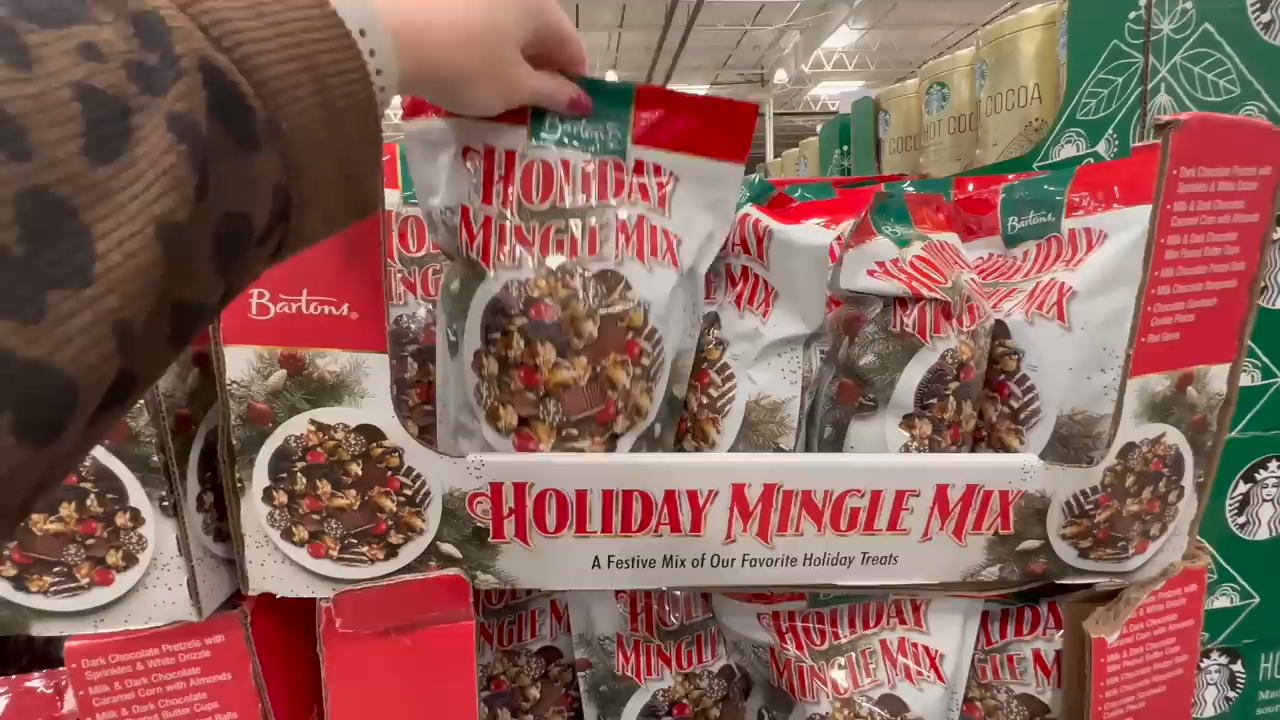 Bartons
HOLIDAY
MINGLE MIX
Bartons
HOT COCOA
COCOA
Bartons
HOLIDAY
MINGLE MIX
HOLIDAY MINGLE MIX
A Festive Mix of Our Favorite Holiday Treats
• Dark Chocolate Pretzels with
Sprinkles & White Drizzle
• Milk & Dark Chocolate
Caramel Corn with Almonds
• Milk & Dark Chocolate
Mini Peanut Butter Cups
• Milk Chocolate Pretzel Balls
• Milk Chocolate Nonpareils
• Chocolate Sandwich
Cookie Pieces
• Red Gems
• Dark Chocolate Pretzels with
Sprinkles & White Drizzle
• Milk & Dark Chocolate
Caramel Corn with Almonds
• Milk & Dark Chocolate
HOLIDAY
MINGLE MIX